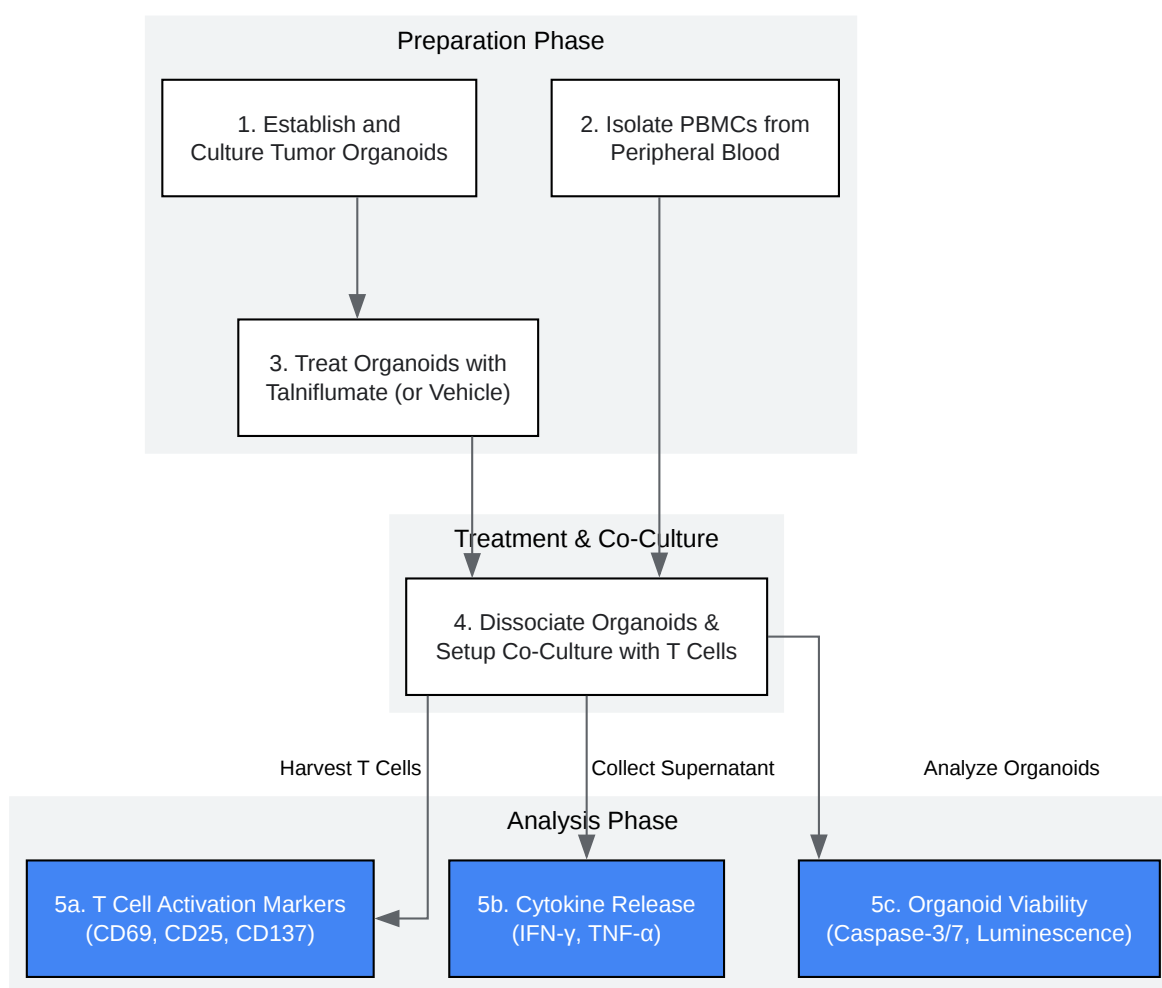 Preparation Phase
1. Establish and
Culture Tumor Organoids
2. Isolate PBMCs from
Peripheral Blood
3. Treat Organoids with
Talniflumate (or Vehicle)
Treatment & Co-Culture
4. Dissociate Organoids &
Setup Co-Culture with T Cells
Harvest T Cells
Collect Supernatant
Analyze Organoids
Analysis Phase
5a. T Cell Activation Markers
(CD69, CD25, CD137)
5b. Cytokine Release
(IFN-γ, TNF-α)
5c. Organoid Viability
(Caspase-3/7, Luminescence)